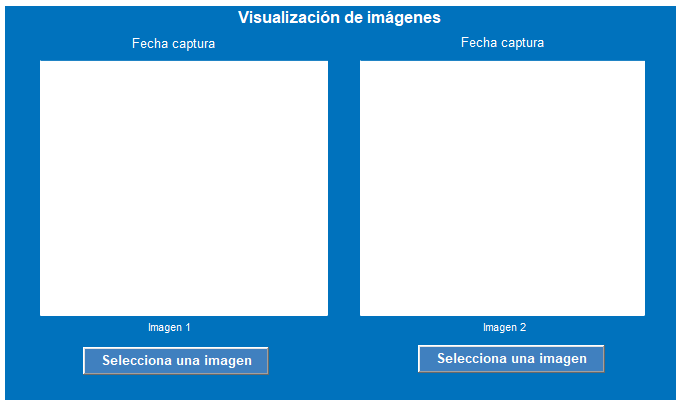 Visualización de imágenes
Fecha captura
Fecha captura
Imagen 1
Imagen 2
Selecciona una imagen
Selecciona una imagen